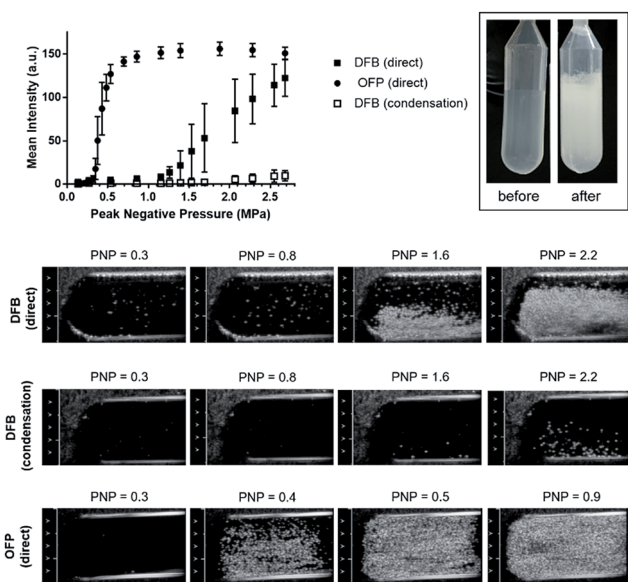 150
100
50
0
Mean Intensity (a.u.)
0.0 0.5 1.0 1.5 2.0 2.5
Peak Negative Pressure (MPa)
DFB (direct)
OFP (direct)
DFB (condensation)
before after
DFB
(direct)
PNP = 0.3 PNP = 0.8 PNP = 1.6 PNP = 2.2
DFB
(condensation)
PNP = 0.3 PNP = 0.8 PNP = 1.6 PNP = 2.2
OFP
(direct)
PNP = 0.3 PNP = 0.4 PNP = 0.5 PNP = 0.9